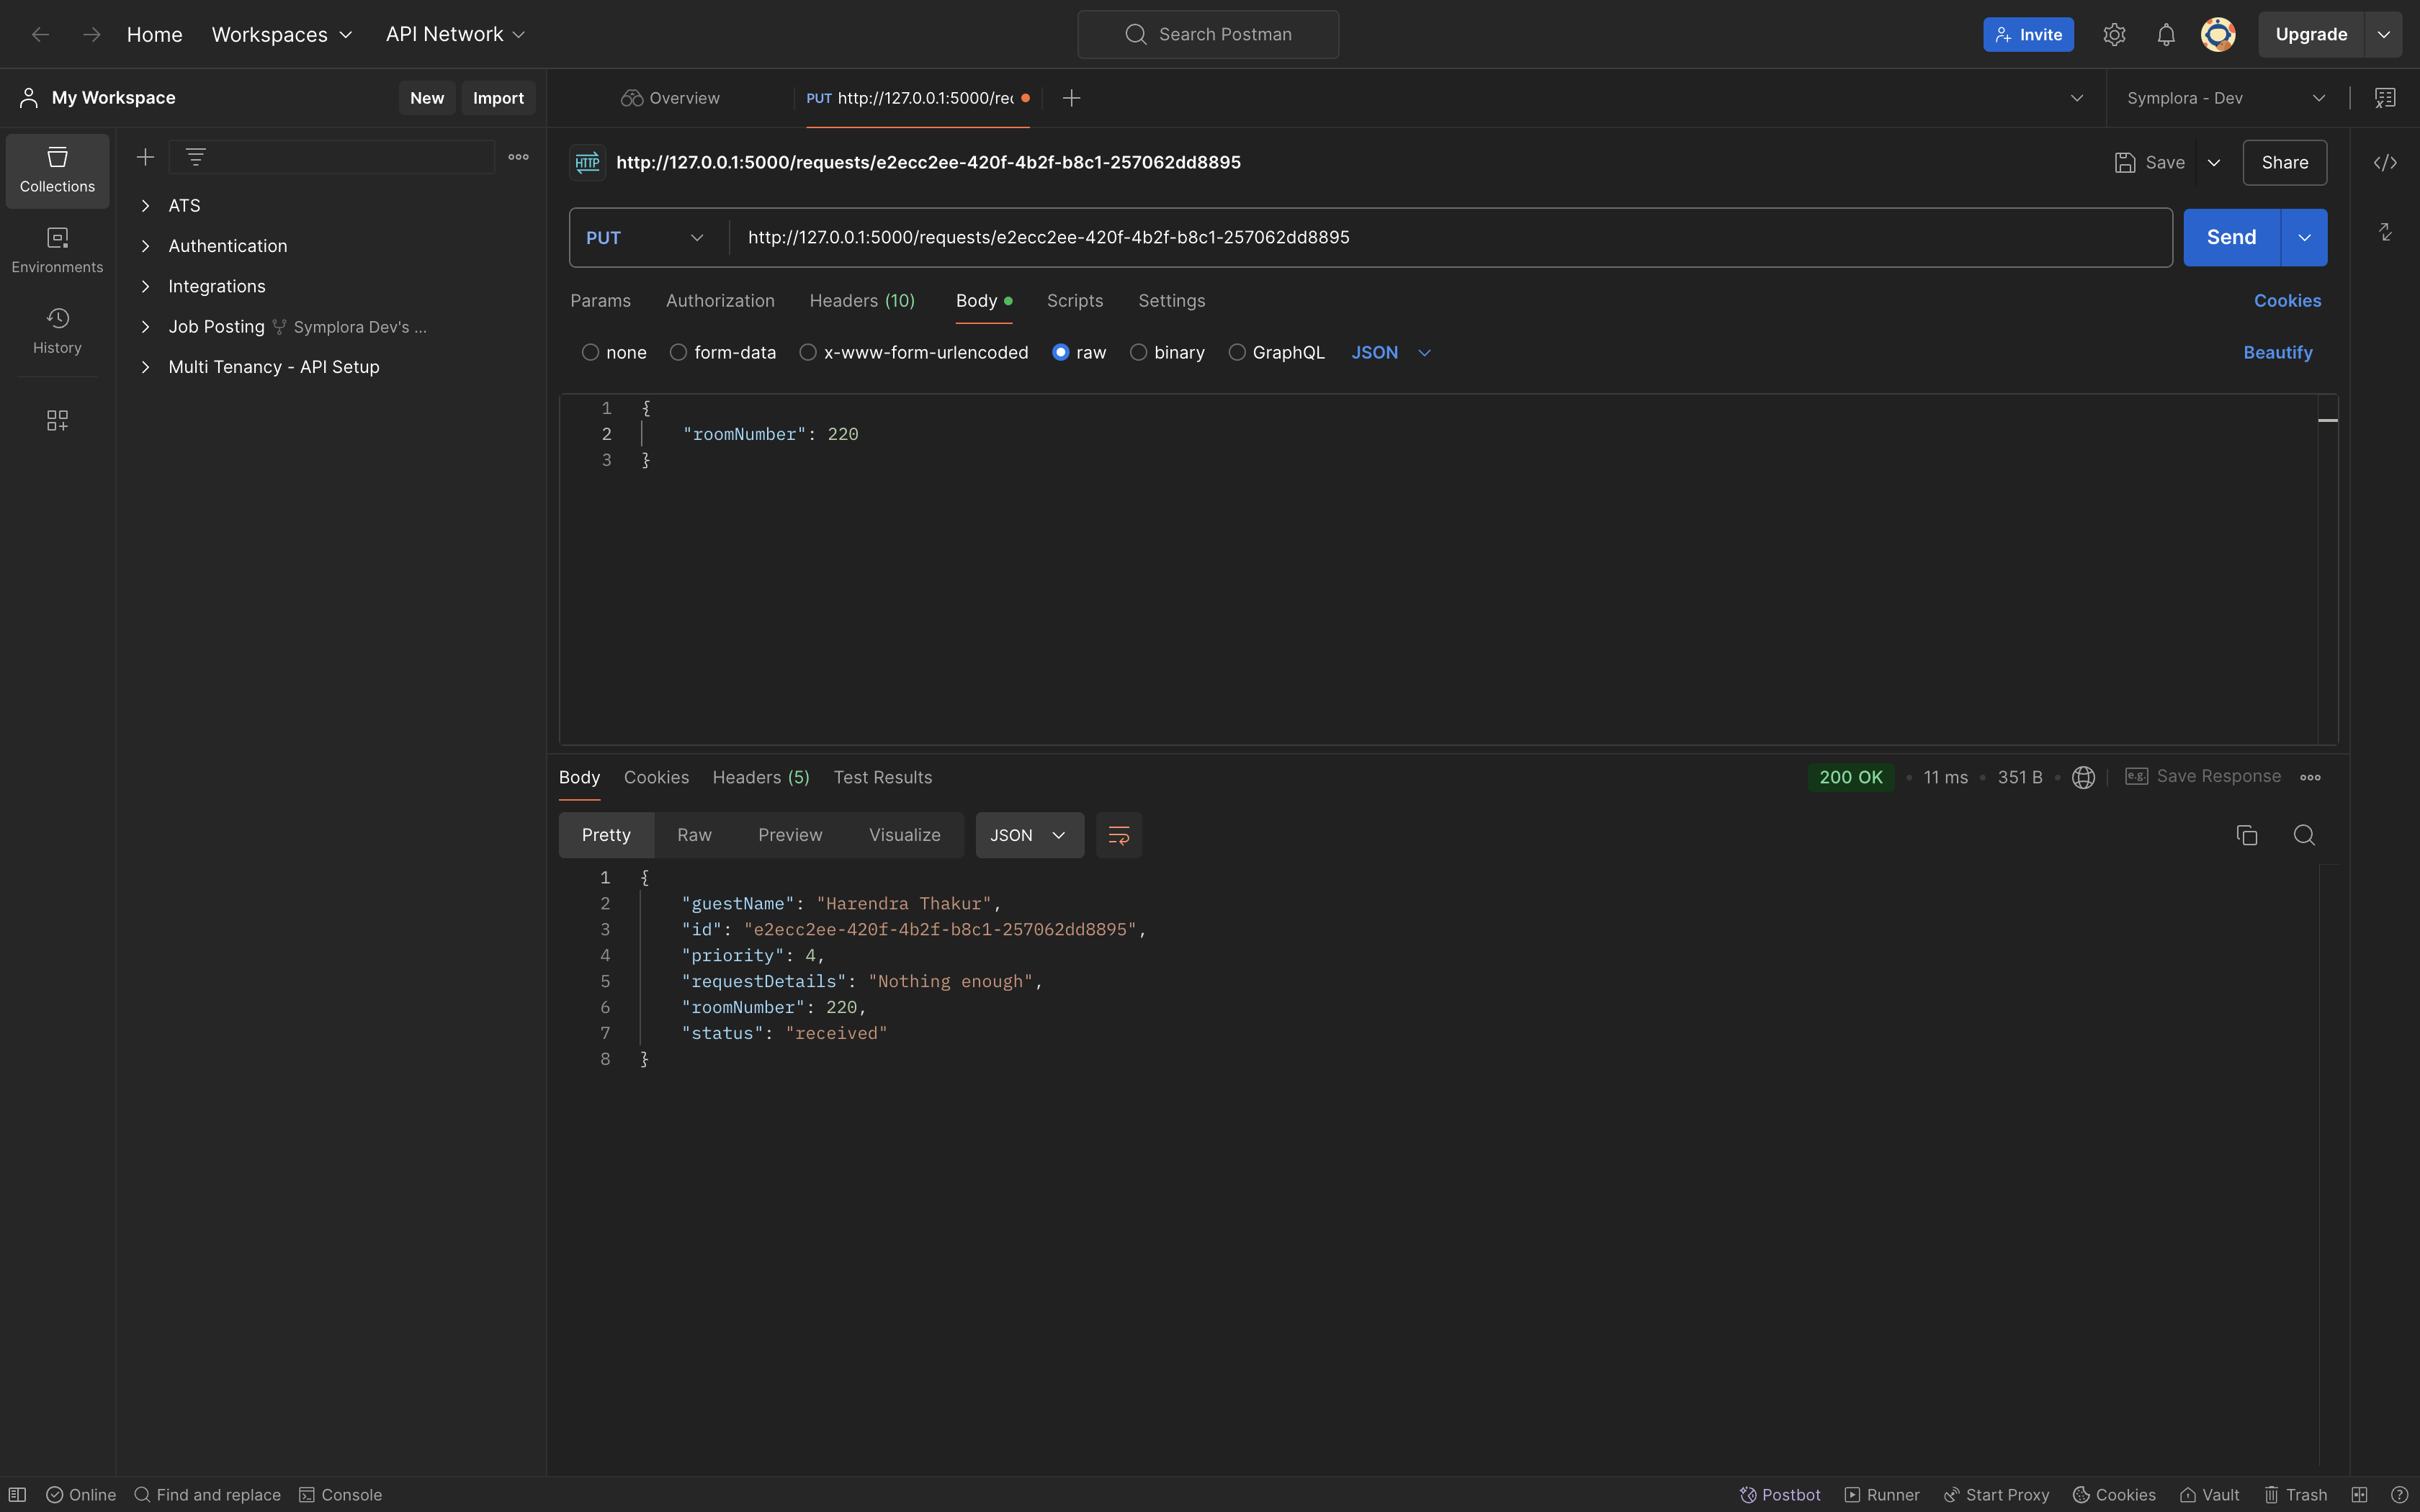 Home Workspaces API Network Search Postman Invite Upgrade
My Workspace New Import Overview PUT http://127.0.0.1:5000/rec Symplora - Dev
Collections
Environments
History
ATS
Authentication
Integrations
Job Posting Symplora Dev's ...
Multi Tenancy - API Setup
HTTP http://127.0.0.1:5000/requests/e2ecc2ee-420f-4b2f-b8c1-257062dd8895 Save Share
PUT http://127.0.0.1:5000/requests/e2ecc2ee-420f-4b2f-b8c1-257062dd8895 Send
Params Authorization Headers (10) Body Scripts Settings Cookies
none form-data x-www-form-urlencoded raw binary GraphQL JSON Beautify
1 {
2 "roomNumber": 220
3 }
Body Cookies Headers (5) Test Results 200 OK 11 ms 351 B e.g. Save Response
Pretty Raw Preview Visualize JSON
1 {
2 "guestName": "Harendra Thakur",
3 "id": "e2ecc2ee-420f-4b2f-b8c1-257062dd8895",
4 "priority": 4,
5 "requestDetails": "Nothing enough",
6 "roomNumber": 220,
7 "status": "received"
8 }
Online Find and replace Console Postbot Runner Start Proxy Cookies Vault Trash